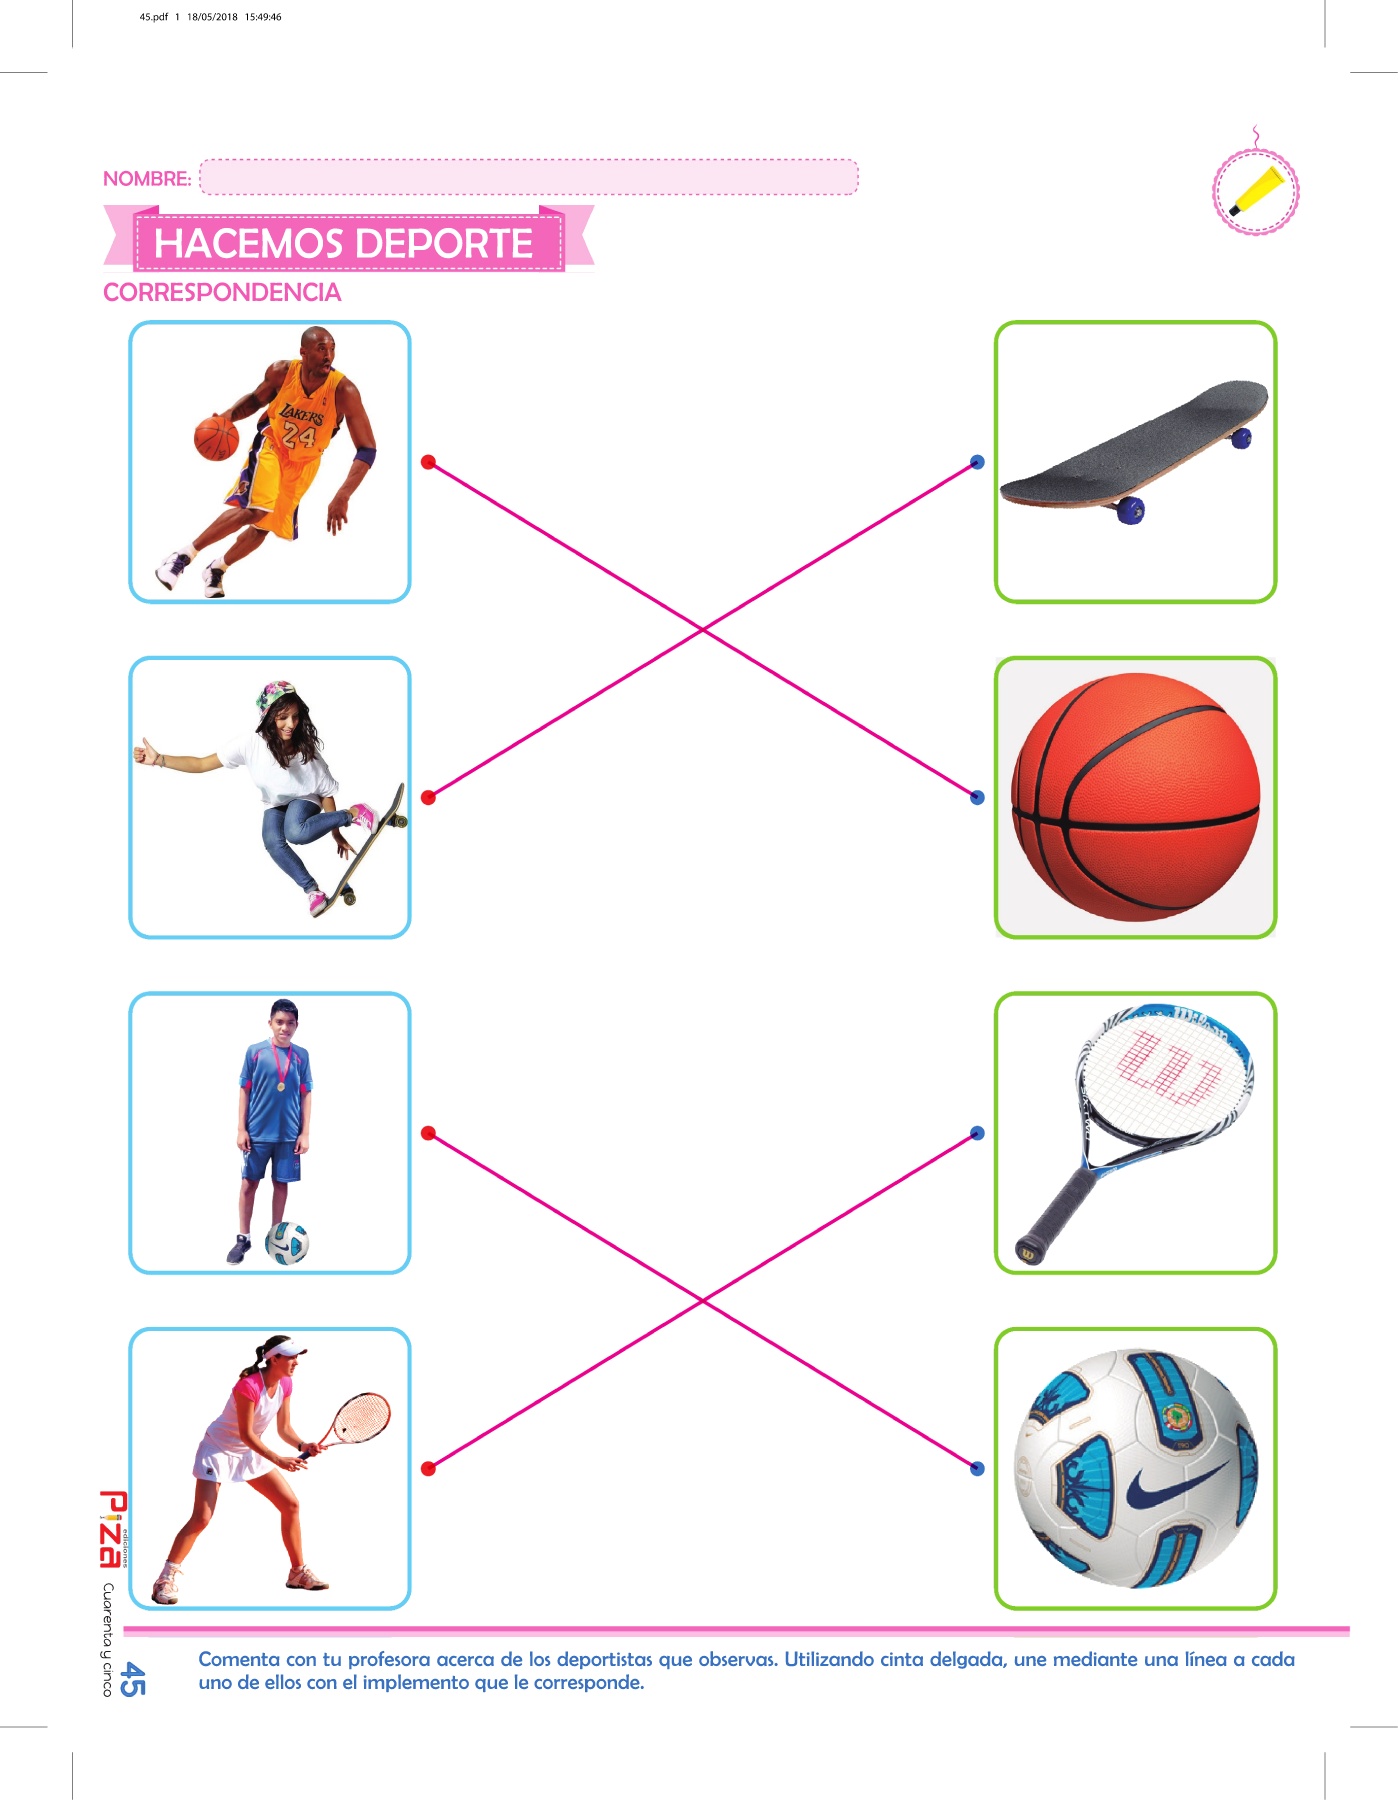 45.pdf 1 18/05/2018 15:49:46
NOMBRE:
HACEMOS DEPORTE
CORRESPONDENCIA
LAKERS
24
Wilson
W
Piza
ediciones
Cuarenta y cinco
45
Comenta con tu profesora acerca de los deportistas que observas. Utilizando cinta delgada, une mediante una línea a cada
uno de ellos con el implemento que le corresponde.